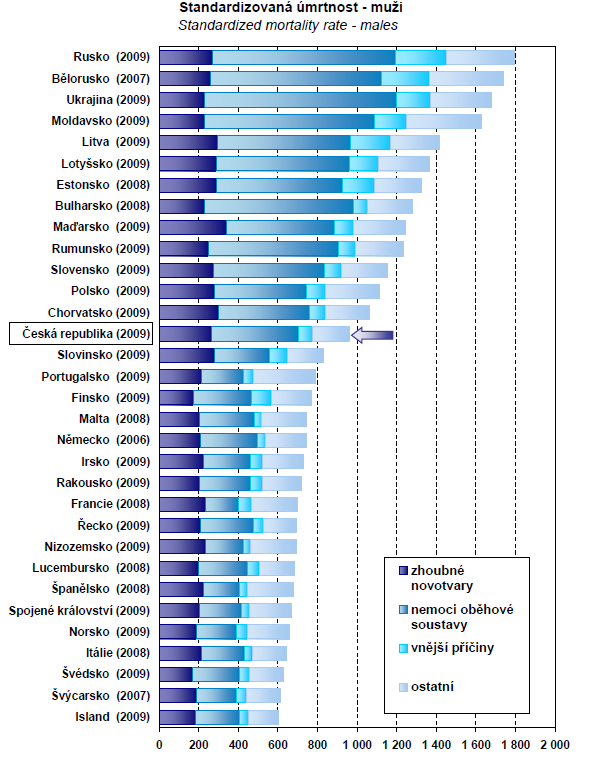 Standardizovaná úmrtnost - muži
Standardized mortality rate - males
Rusko (2009)
Bělorusko (2007)
Ukrajina (2009)
Moldavsko (2009)
Litva (2009)
Lotyšsko (2009)
Estonsko (2008)
Bulharsko (2008)
Maďarsko (2009)
Rumunsko (2009)
Slovensko (2009)
Polsko (2009)
Chorvatsko (2009)
Česká republika (2009)
Slovinsko (2009)
Portugalsko (2009)
Finsko (2009)
Malta (2008)
Německo (2006)
Irsko (2009)
Rakousko (2009)
Francie (2008)
Řecko (2009)
Nizozemsko (2009)
Lucembursko (2008)
Španělsko (2008)
Spojené království (2009)
Norsko (2009)
Itálie (2008)
Švédsko (2009)
Švýcarsko (2007)
Island (2009)
zhoubné
novotvary
nemoci oběhové
soustavy
vnější příčiny
ostatní
0 200 400 600 800 1 000 1 200 1 400 1 600 1 800 2 000